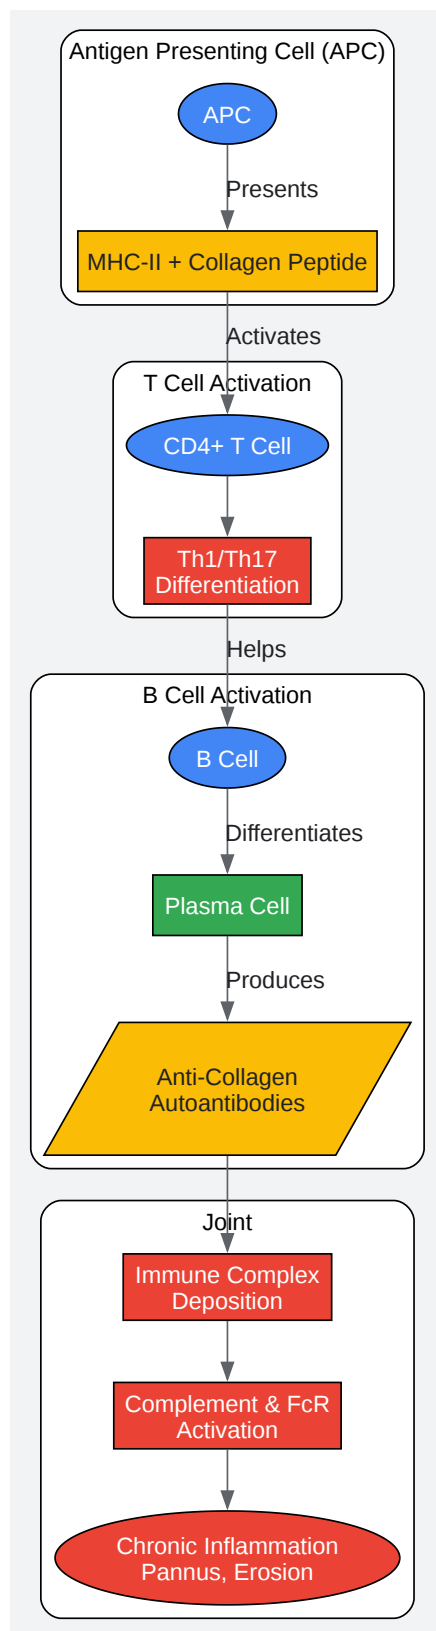 Antigen Presenting Cell (APC)
APC
Presents
MHC-II + Collagen Peptide
Activates
T Cell Activation
CD4+ T Cell
Th1/Th17
Differentiation
Helps
B Cell Activation
B Cell
Differentiates
Plasma Cell
Produces
Anti-Collagen
Autoantibodies
Joint
Immune Complex
Deposition
Complement & FcR
Activation
Chronic Inflammation
Pannus, Erosion